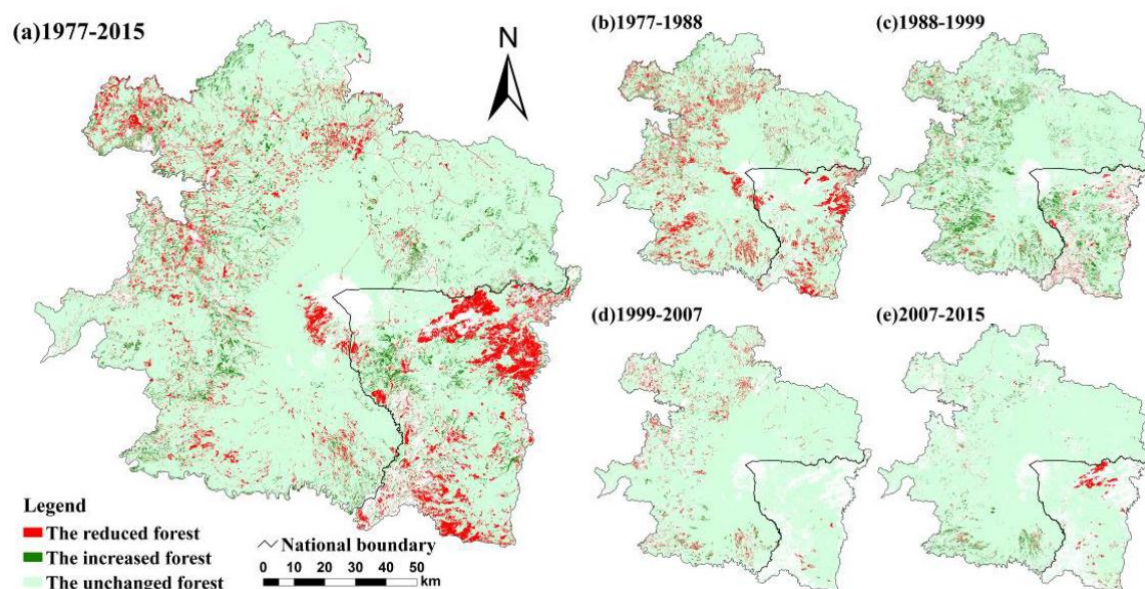 (a)1977-2015
N
(b)1977-1988
(c)1988-1999
(d)1999-2007
(e)2007-2015
Legend
The reduced forest
The increased forest
The unchanged forest
National boundary
0 10 20 30 40 50
km